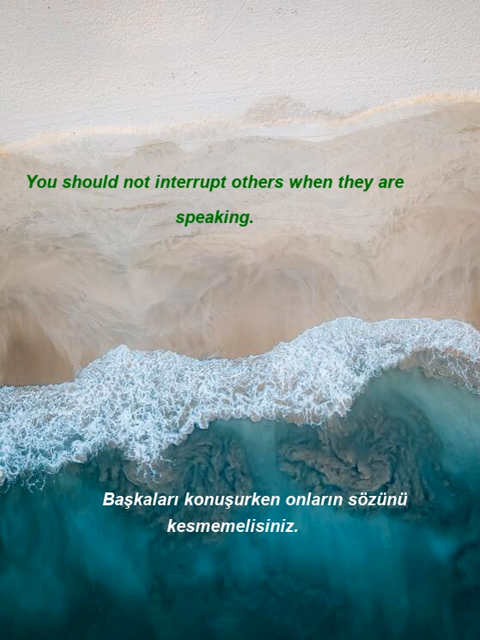 You should not interrupt others when they are
speaking.
Başkaları konuşurken onların sözünü
kesmemelisiniz.